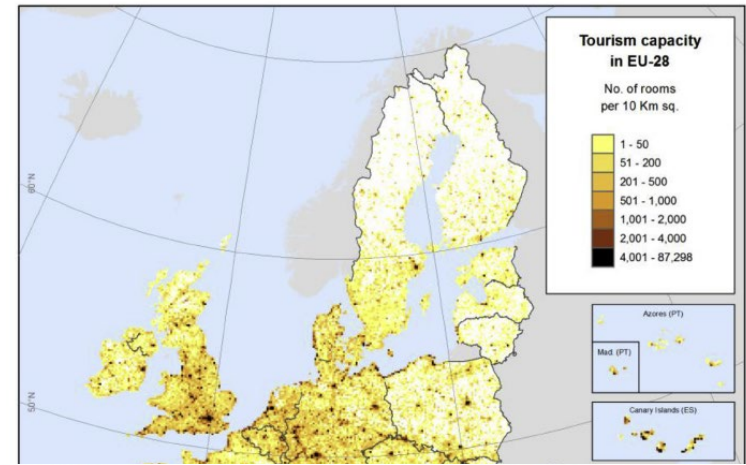 Tourism capacity
in EU-28
No. of rooms
per 10 Km sq.
1 - 50
51 - 200
201 - 500
501 - 1,000
1,001 - 2,000
2,001 - 4,000
4,001 - 87,298
60°N
50°N
Azores (PT)
Mad. (PT)
Canary Islands (ES)